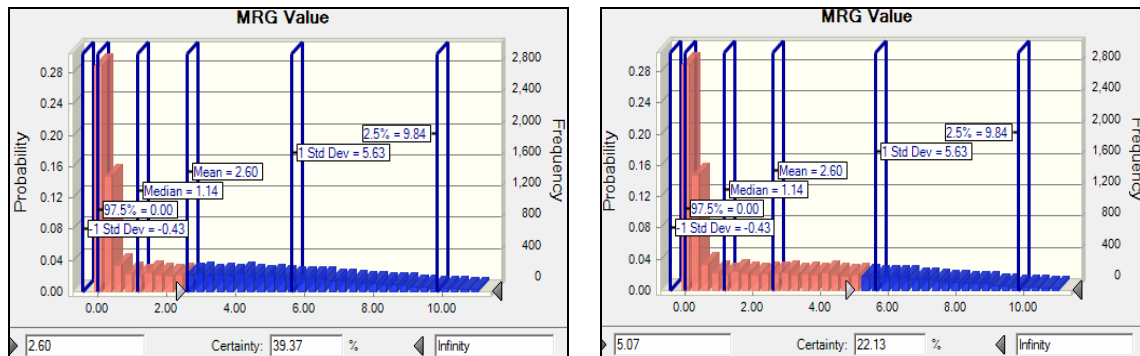 MRG Value
0.28
0.24
0.20
0.16
0.12
0.08
0.04
0.00
Probability
2,800
2,400
2,000
1,600
1,200
800
400
0
Frequency
2.5% = 9.84
1 Std Dev = 5.63
Mean = 2.60
Median = 1.14
97.5% = 0.00
-1 Std Dev = -0.43
0.00 2.00 4.00 6.00 8.00 10.00
2.60 Certainty: 39.37 % Infinity
MRG Value
0.28
0.24
0.20
0.16
0.12
0.08
0.04
0.00
Probability
2,800
2,400
2,000
1,600
1,200
800
400
0
Frequency
2.5% = 9.84
1 Std Dev = 5.63
Mean = 2.60
Median = 1.14
97.5% = 0.00
-1 Std Dev = -0.43
0.00 2.00 4.00 6.00 8.00 10.00
5.07 Certainty: 22.13 % Infinity